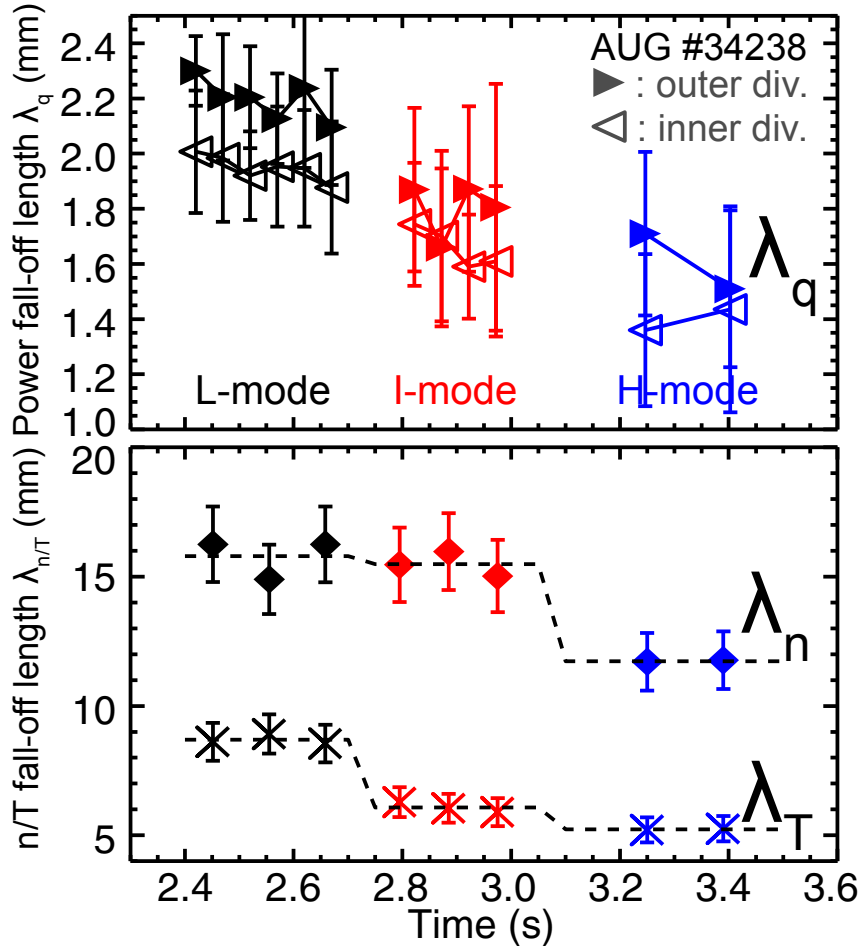 Power fall-off length λq (mm)
2.4
2.2
2.0
1.8
1.6
1.4
1.2
1.0
AUG #34238
: outer div.
: inner div.
λq
L-mode
I-mode
H-mode
n/T fall-off length λn/T (mm)
20
15
10
5
λn
λT
2.4
2.6
2.8
3.0
3.2
3.4
3.6
Time (s)